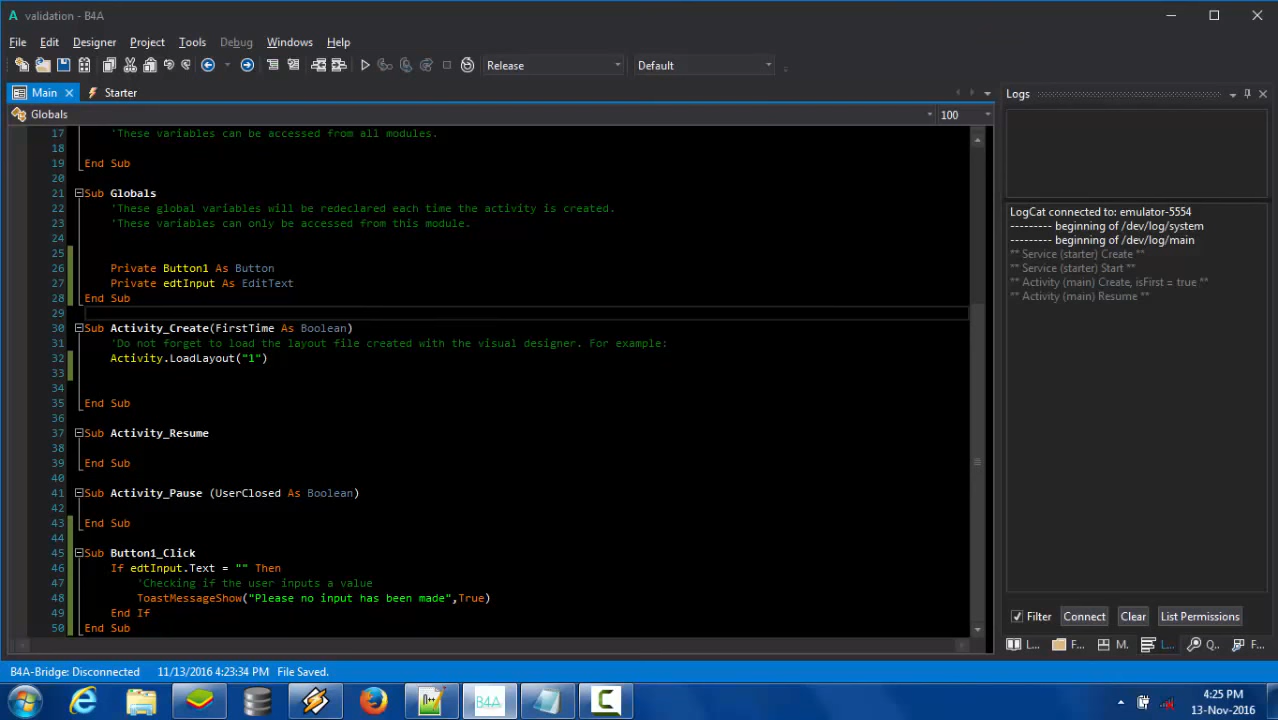 validation - B4A
File Edit Designer Project Tools Debug Windows Help
Release Default
Main Starter
Globals 100
17 'These variables can be accessed from all modules.
18
19 End Sub
20
21 Sub Globals
22 'These global variables will be redeclared each time the activity is created.
23 'These variables can only be accessed from this module.
24
25
26 Private Button1 As Button
27 Private edtInput As EditText
28 End Sub
29
30 Sub Activity_Create(FirstTime As Boolean)
31 'Do not forget to load the layout file created with the visual designer. For example:
32 Activity.LoadLayout("1")
33
34
35 End Sub
36
37 Sub Activity_Resume
38
39 End Sub
40
41 Sub Activity_Pause (UserClosed As Boolean)
42
43 End Sub
44
45 Sub Button1_Click
46 If edtInput.Text = "" Then
47 'Checking if the user inputs a value
48 ToastMessageShow("Please no input has been made",True)
49 End If
50 End Sub
Logs
LogCat connected to: emulator-5554
--------- beginning of /dev/log/system
--------- beginning of /dev/log/main
** Service (starter) Create **
** Service (starter) Start **
** Activity (main) Create, isFirst = true **
** Activity (main) Resume **
Filter Connect Clear List Permissions
L... F... M. L... Q.. F...
B4A-Bridge: Disconnected 11/13/2016 4:23:34 PM File Saved.
B4A
4:25 PM
13-Nov-2016